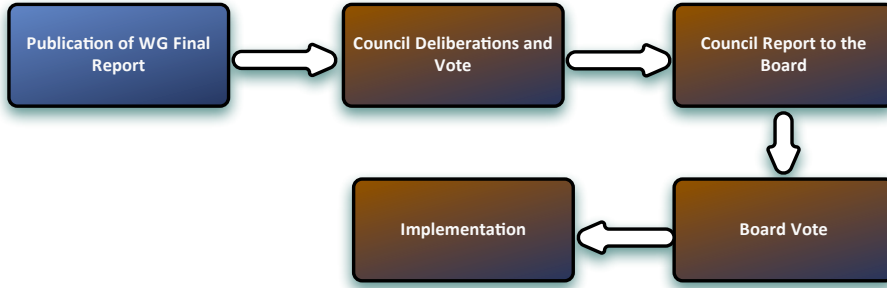 Publication of WG Final
Report
Council Deliberations and
Vote
Council Report to the
Board
Board Vote
Implementation